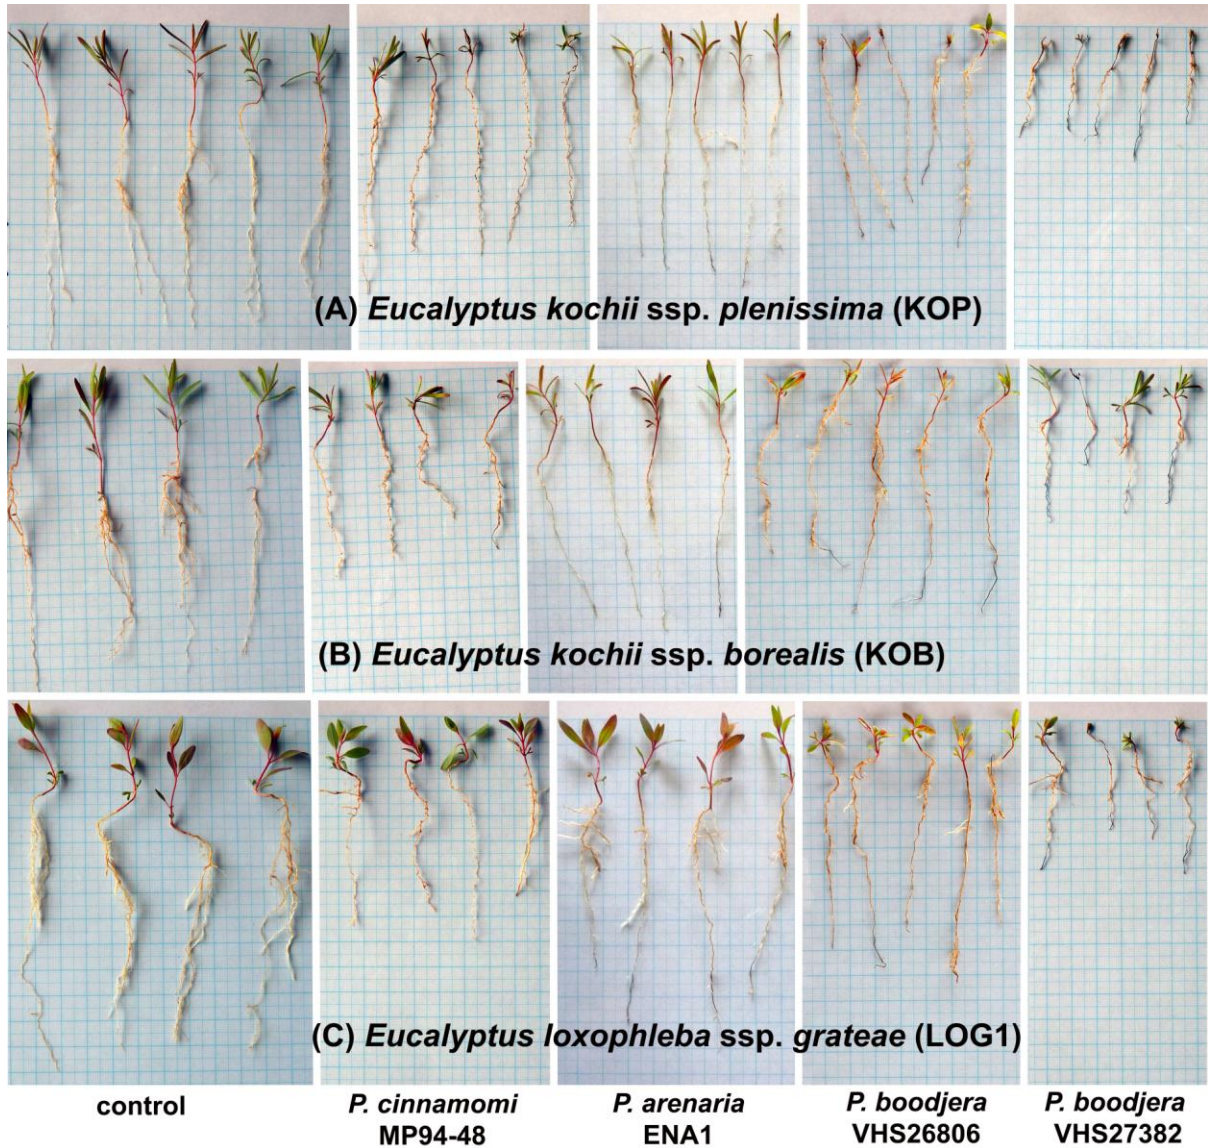 (A) Eucalyptus kochii ssp. plenissima (KOP)
(B) Eucalyptus kochii ssp. borealis (KOB)
(C) Eucalyptus loxophleba ssp. grateae (LOG1)
control
P. cinnamomi
MP94-48
P. arenaria
ENA1
P. boodjera
VHS26806
P. boodjera
VHS27382